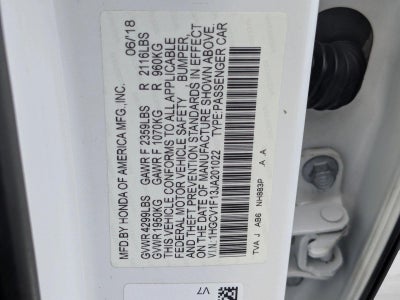 MFD BY HONDA OF AMERICA MFG.,INC. 06/18
GVWR 4299LBS GAWR F 2359LBS R 2116LBS
GVWR 1950KG GAWR F 1070KG R 960KG
THIS VEHICLE CONFORMS TO ALL APPLICABLE
FEDERAL MOTOR VEHICLE SAFETY BUMPER,
AND THEFT PREVENTION STANDARDS IN EFFECT
ON THE DATE OF MANUFACTURE SHOWN ABOVE.
V I N: 1HGCV1F13JA201022 TYPE:PASSENGER CAR
TVA J AB6 NH883P A A
V7